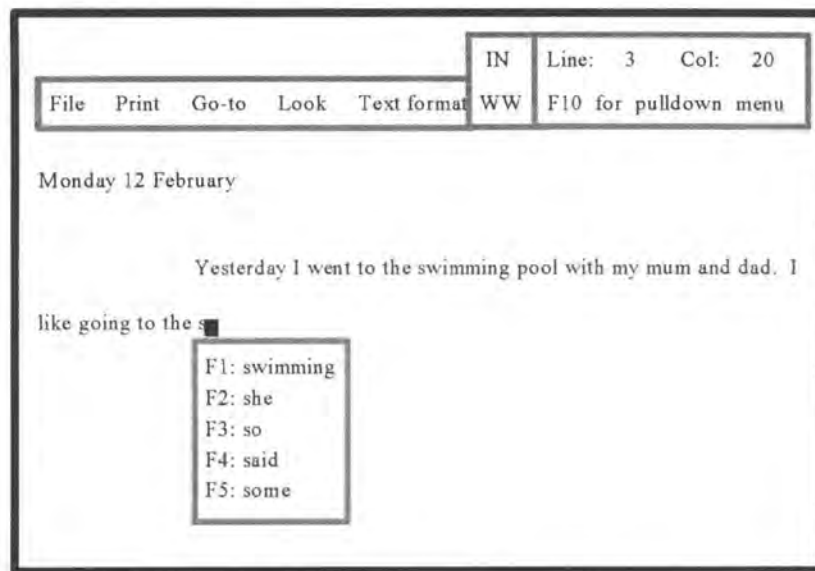 IN Line: 3 Col: 20
File Print Go-to Look Text format WW F10 for pulldown menu
Monday 12 February
Yesterday I went to the swimming pool with my mum and dad. I
like going to the s
F1: swimming
F2: she
F3: so
F4: said
F5: some